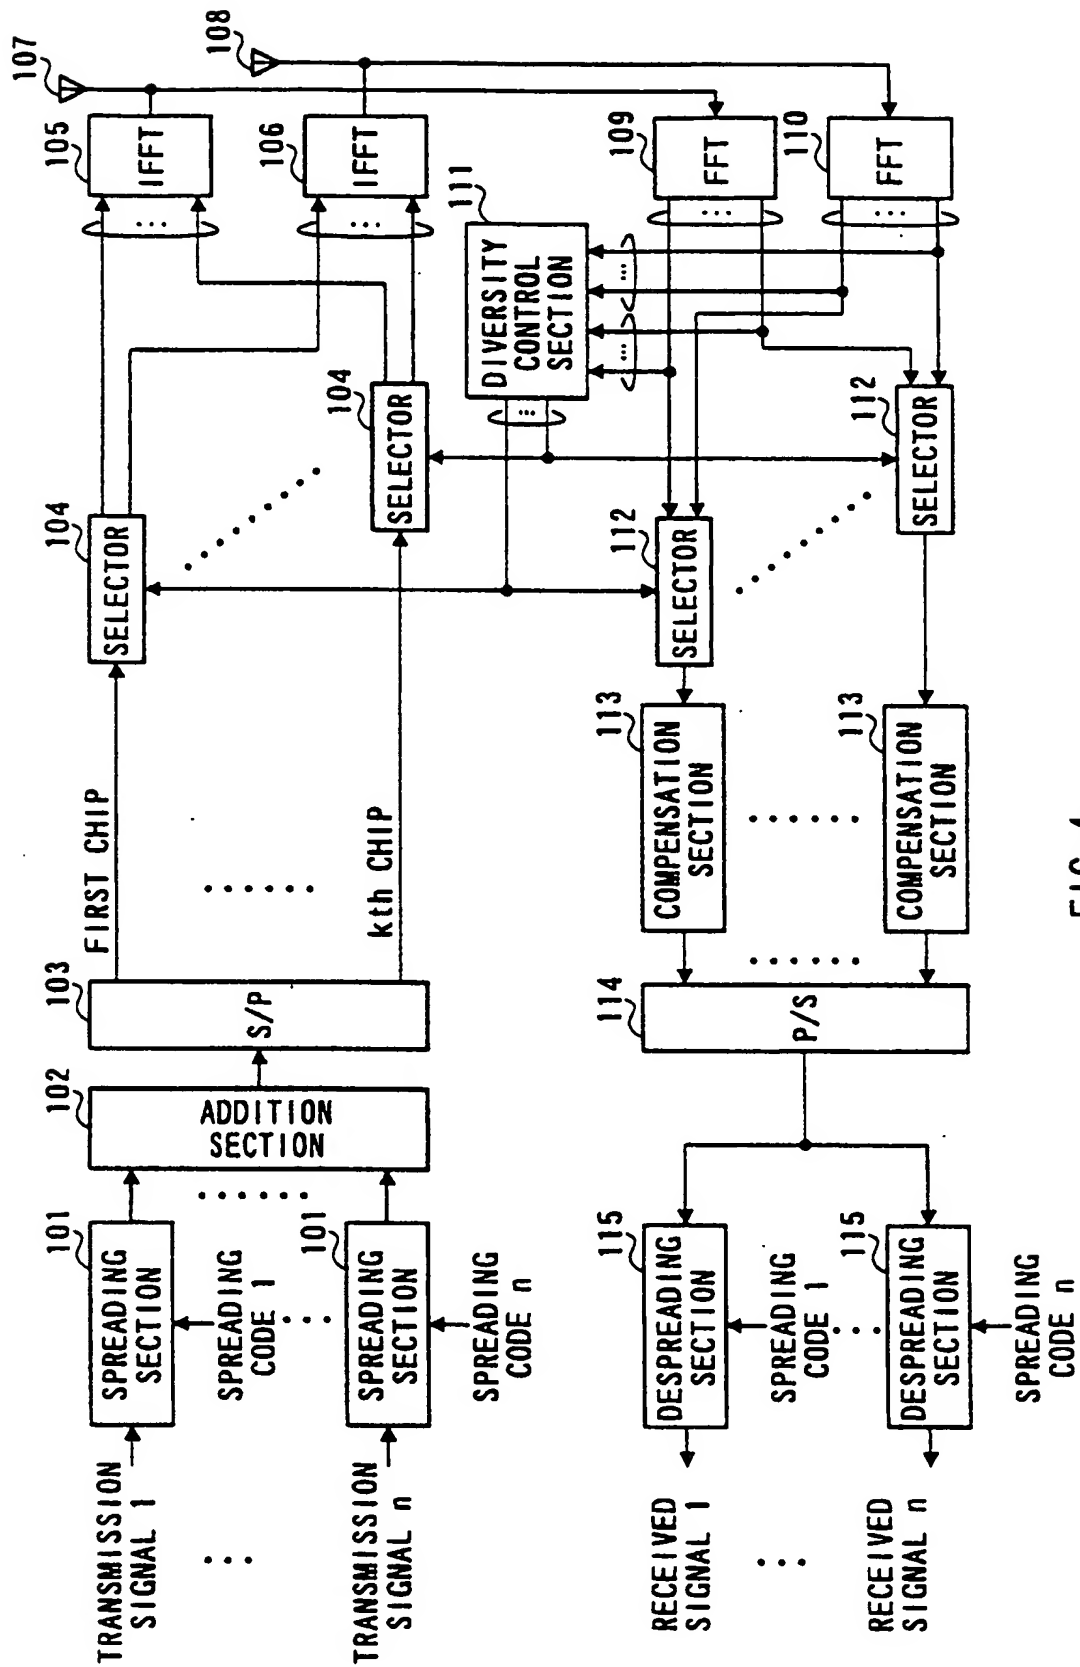 TRANSMISSION
SIGNAL 1
TRANSMISSION
SIGNAL n
101
SPREADING
SECTION
SPREADING
CODE 1
101
SPREADING
SECTION
SPREADING
CODE n
102
ADDITION
SECTION
103
S/P
FIRST CHIP
kth CHIP
104
SELECTOR
104
SELECTOR
105
IFFT
106
IFFT
107
108
109
FFT
110
FFT
111
DIVERSITY
CONTROL
SECTION
112
SELECTOR
112
SELECTOR
113
COMPENSATION
SECTION
113
COMPENSATION
SECTION
114
P/S
115
DESPREADING
SECTION
SPREADING
CODE 1
115
DESPREADING
SECTION
SPREADING
CODE n
RECEIVED
SIGNAL 1
RECEIVED
SIGNAL n